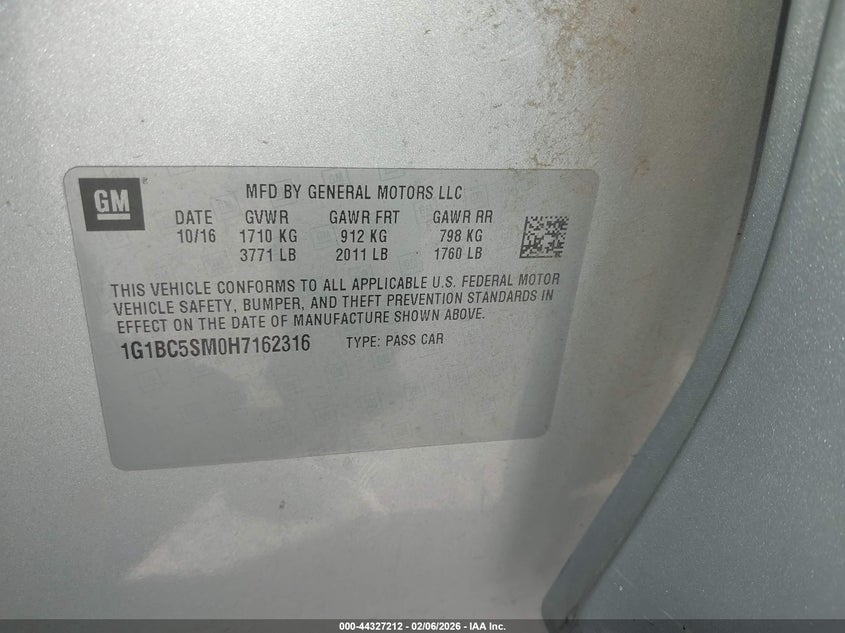 GM
MFD BY GENERAL MOTORS LLC
DATE GVWR GAWR FRT GAWR RR
10/16 1710 KG 912 KG 798 KG
3771 LB 2011 LB 1760 LB
THIS VEHICLE CONFORMS TO ALL APPLICABLE U.S. FEDERAL MOTOR
VEHICLE SAFETY, BUMPER, AND THEFT PREVENTION STANDARDS IN
EFFECT ON THE DATE OF MANUFACTURE SHOWN ABOVE.
1G1BC5SM0H7162316 TYPE: PASS CAR
000-44327212 - 02/06/2026 - IAA Inc.